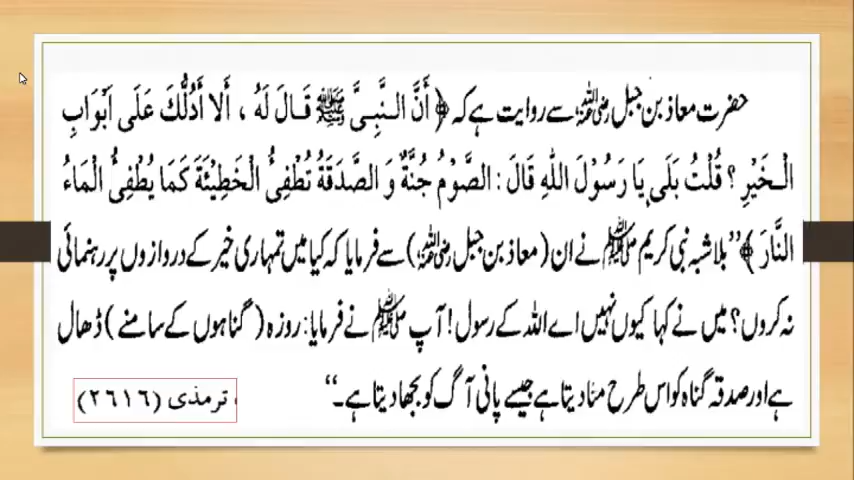 حضرت معاذ بن جبل رضی اللہ عنہ سے روایت ہے کہ ﴿ أَنَّ النَّبِيَّ ﷺ قَالَ لَهُ ، أَلا أَدُلُّكَ عَلَى أَبْوَابِ
الْخَيْرِ ؟ قُلْتُ بَلَى يَا رَسُوْلَ اللهِ قَالَ : الصَّوْمُ جُنَّةٌ وَ الصَّدَقَةُ تُطْفِئُ الْخَطِيْئَةَ كَمَا يُطْفِئُ الْمَاءُ
النَّارَ ﴾ ”بلاشبہ نبی کریم ﷺ نے ان (معاذ بن جبل رضی اللہ عنہ) سے فرمایا کہ کیا میں تمہاری خیر کے دروازوں پر رہنمائی
نہ کروں؟ میں نے کہا کیوں نہیں اے اللہ کے رسول! آپ ﷺ نے فرمایا: روزہ (گناہوں کے سامنے) ڈھال
ہے اور صدقہ گناہ کو اس طرح مٹا دیتا ہے جیسے پانی آگ کو بجھا دیتا ہے۔“
، ترمذی (٢٦١٦)